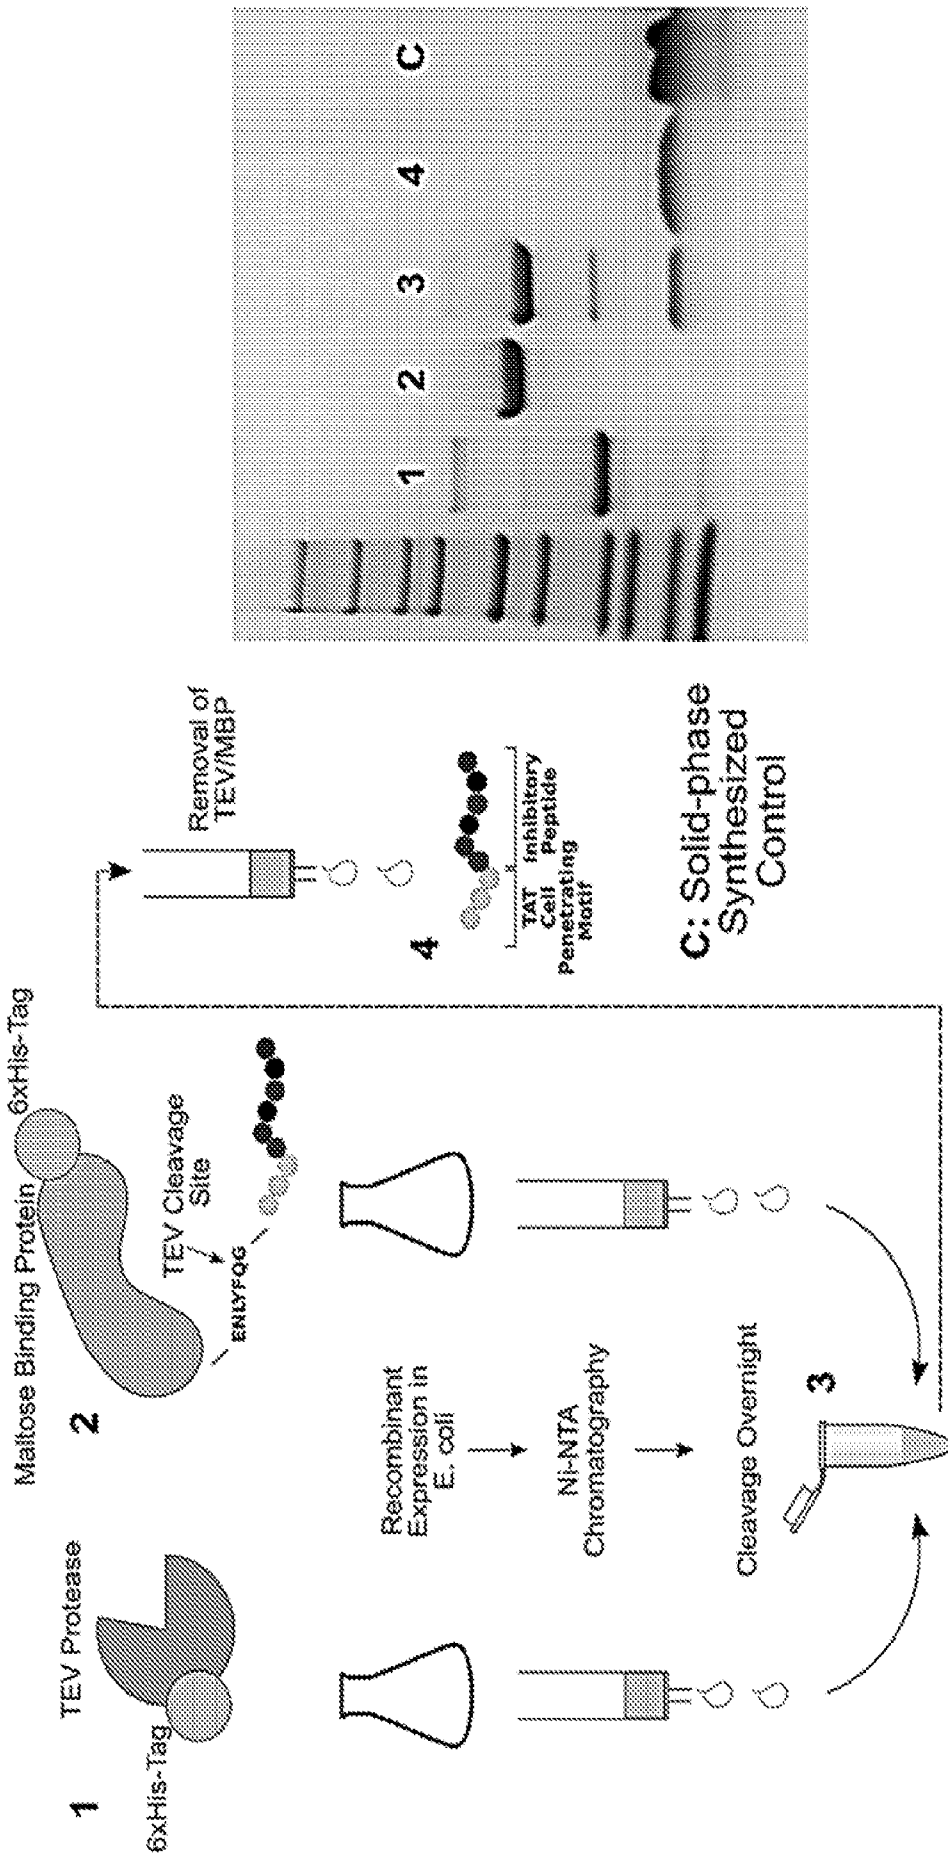 1
TEV Protease
6xHis-Tag
2
Maltose Binding Protein
6xHis-Tag
TEV Cleavage
Site
ENLYFQG
Recombinant
Expression in
E. coli
Ni-NTA
Chromatography
Cleavage Overnight
3
Removal of
TEV/MBP
4
TAT
Cell
Penetrating
Motif
Inhibitory
Peptide
C: Solid-phase
Synthesized
Control
1
2
3
4
C